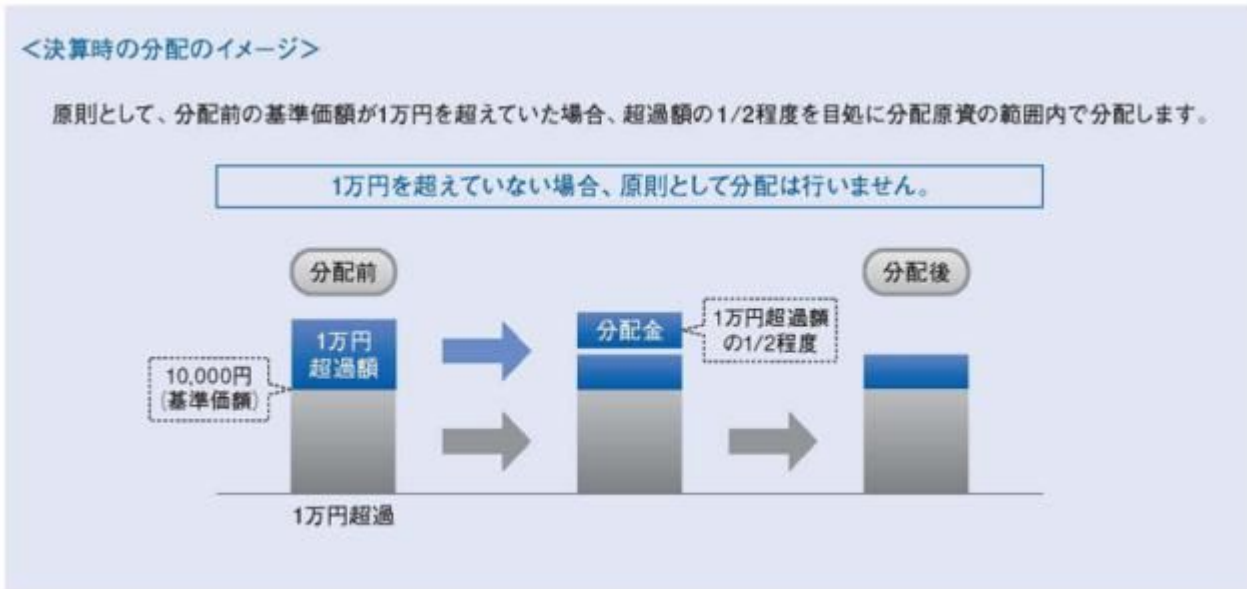 ＜決算時の分配のイメージ＞
原則として、分配前の基準価額が1万円を超えていた場合、超過額の1/2程度を目処に分配原資の範囲内で分配します。
1万円を超えていない場合、原則として分配は行いません。
分配前
分配後
1万円
超過額
分配金
1万円超過額
の1/2程度
10,000円
(基準価額)
1万円超過